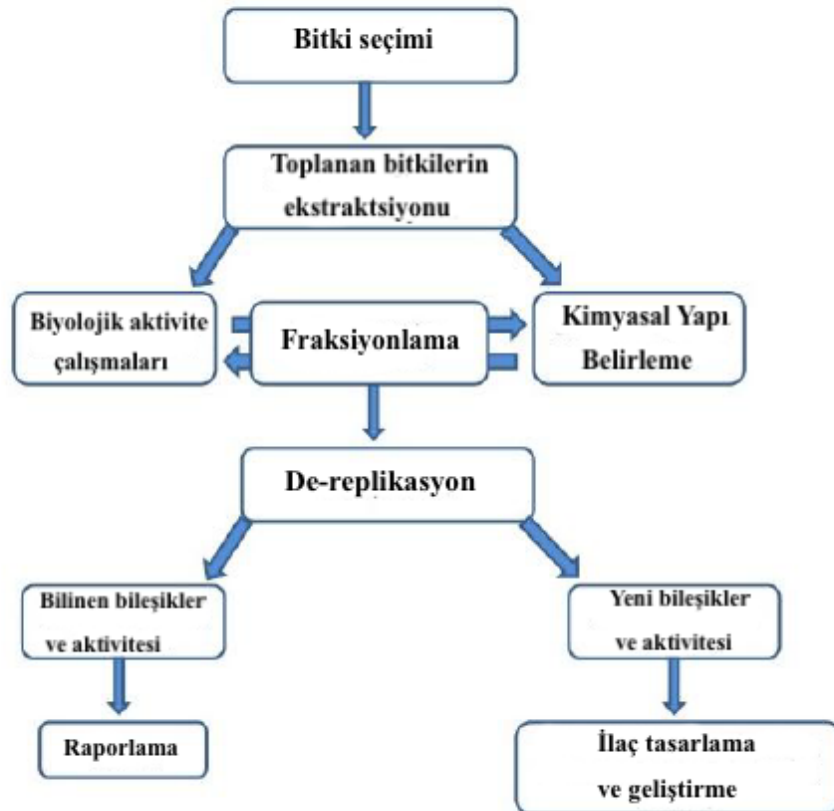 Bitki seçimi
Toplanan bitkilerin
ekstraktsiyonu
Biyolojik aktivite
çalışmaları
Fraksiyonlama
Kimyasal Yapı
Belirleme
De-replikasyon
Bilinen bileşikler
ve aktivitesi
Yeni bileşikler
ve aktivitesi
Raporlama
İlaç tasarlama
ve geliştirme